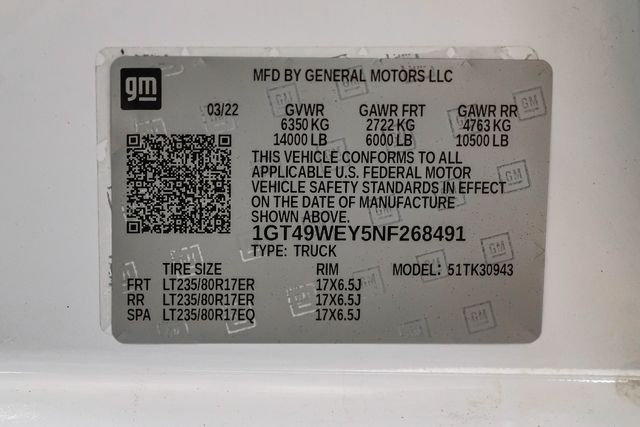 gm
MFD BY GENERAL MOTORS LLC
03/22 GVWR GAWR FRT GAWR RR
6350 KG 2722 KG 4763 KG
14000 LB 6000 LB 10500 LB
THIS VEHICLE CONFORMS TO ALL
APPLICABLE U.S. FEDERAL MOTOR
VEHICLE SAFETY STANDARDS IN EFFECT
ON THE DATE OF MANUFACTURE
SHOWN ABOVE.
1GT49WEY5NF268491
TYPE: TRUCK
TIRE SIZE RIM MODEL: 51TK30943
FRT LT235/80R17ER 17X6.5J
RR LT235/80R17ER 17X6.5J
SPA LT235/80R17EQ 17X6.5J